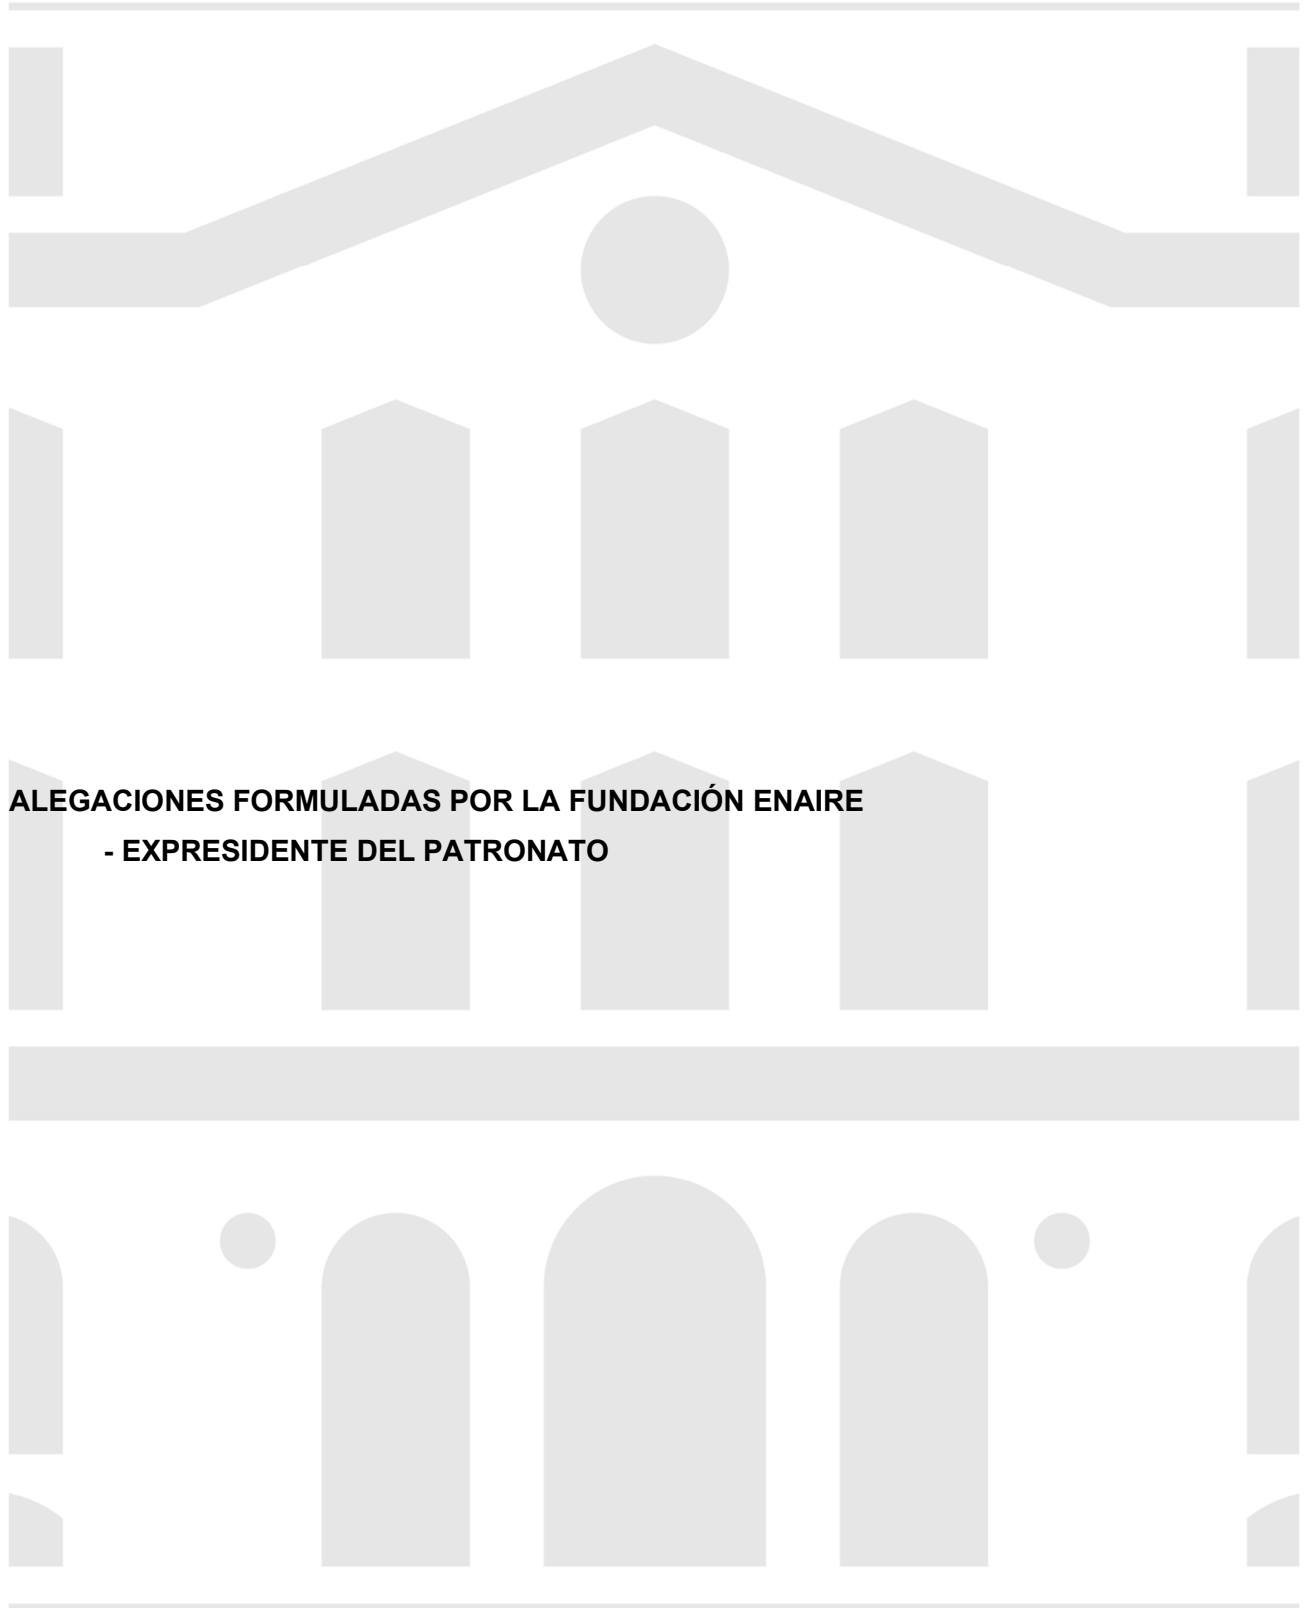 ALEGACIONES FORMULADAS POR LA FUNDACIÓN ENAIRE
- EXPRESIDENTE DEL PATRONATO